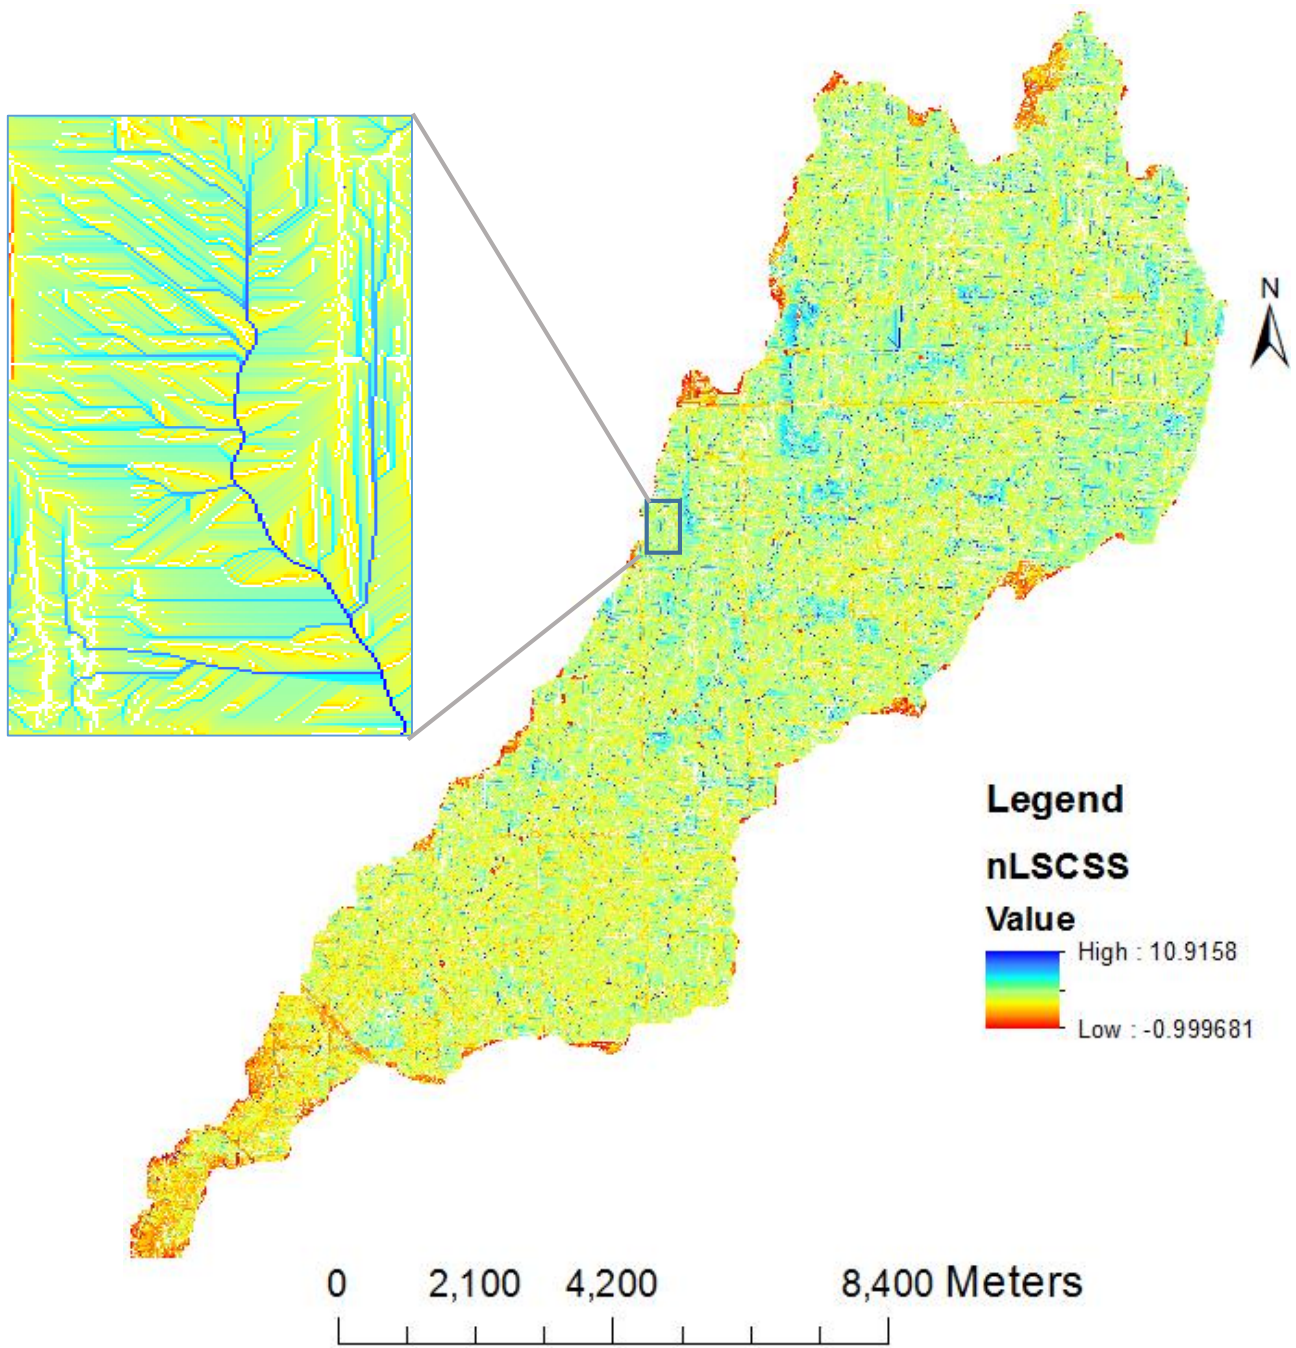 N
Legend
nLSCSS
Value
High : 10.9158
Low : -0.999681
0 2,100 4,200 8,400 Meters